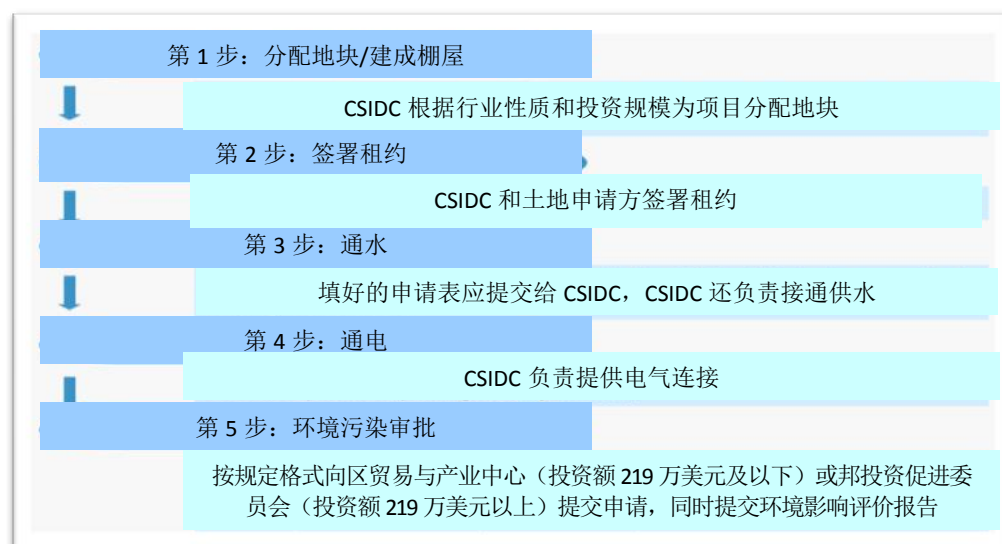 第 1 步：分配地块/建成棚屋
CSIDC 根据行业性质和投资规模为项目分配地块
第 2 步：签署租约
CSIDC 和土地申请方签署租约
第 3 步：通水
填好的申请表应提交给 CSIDC，CSIDC 还负责接通供水
第 4 步：通电
CSIDC 负责提供电气连接
第 5 步：环境污染审批
按规定格式向区贸易与产业中心（投资额 219 万美元及以下）或邦投资促进委
员会（投资额 219 万美元以上）提交申请，同时提交环境影响评价报告